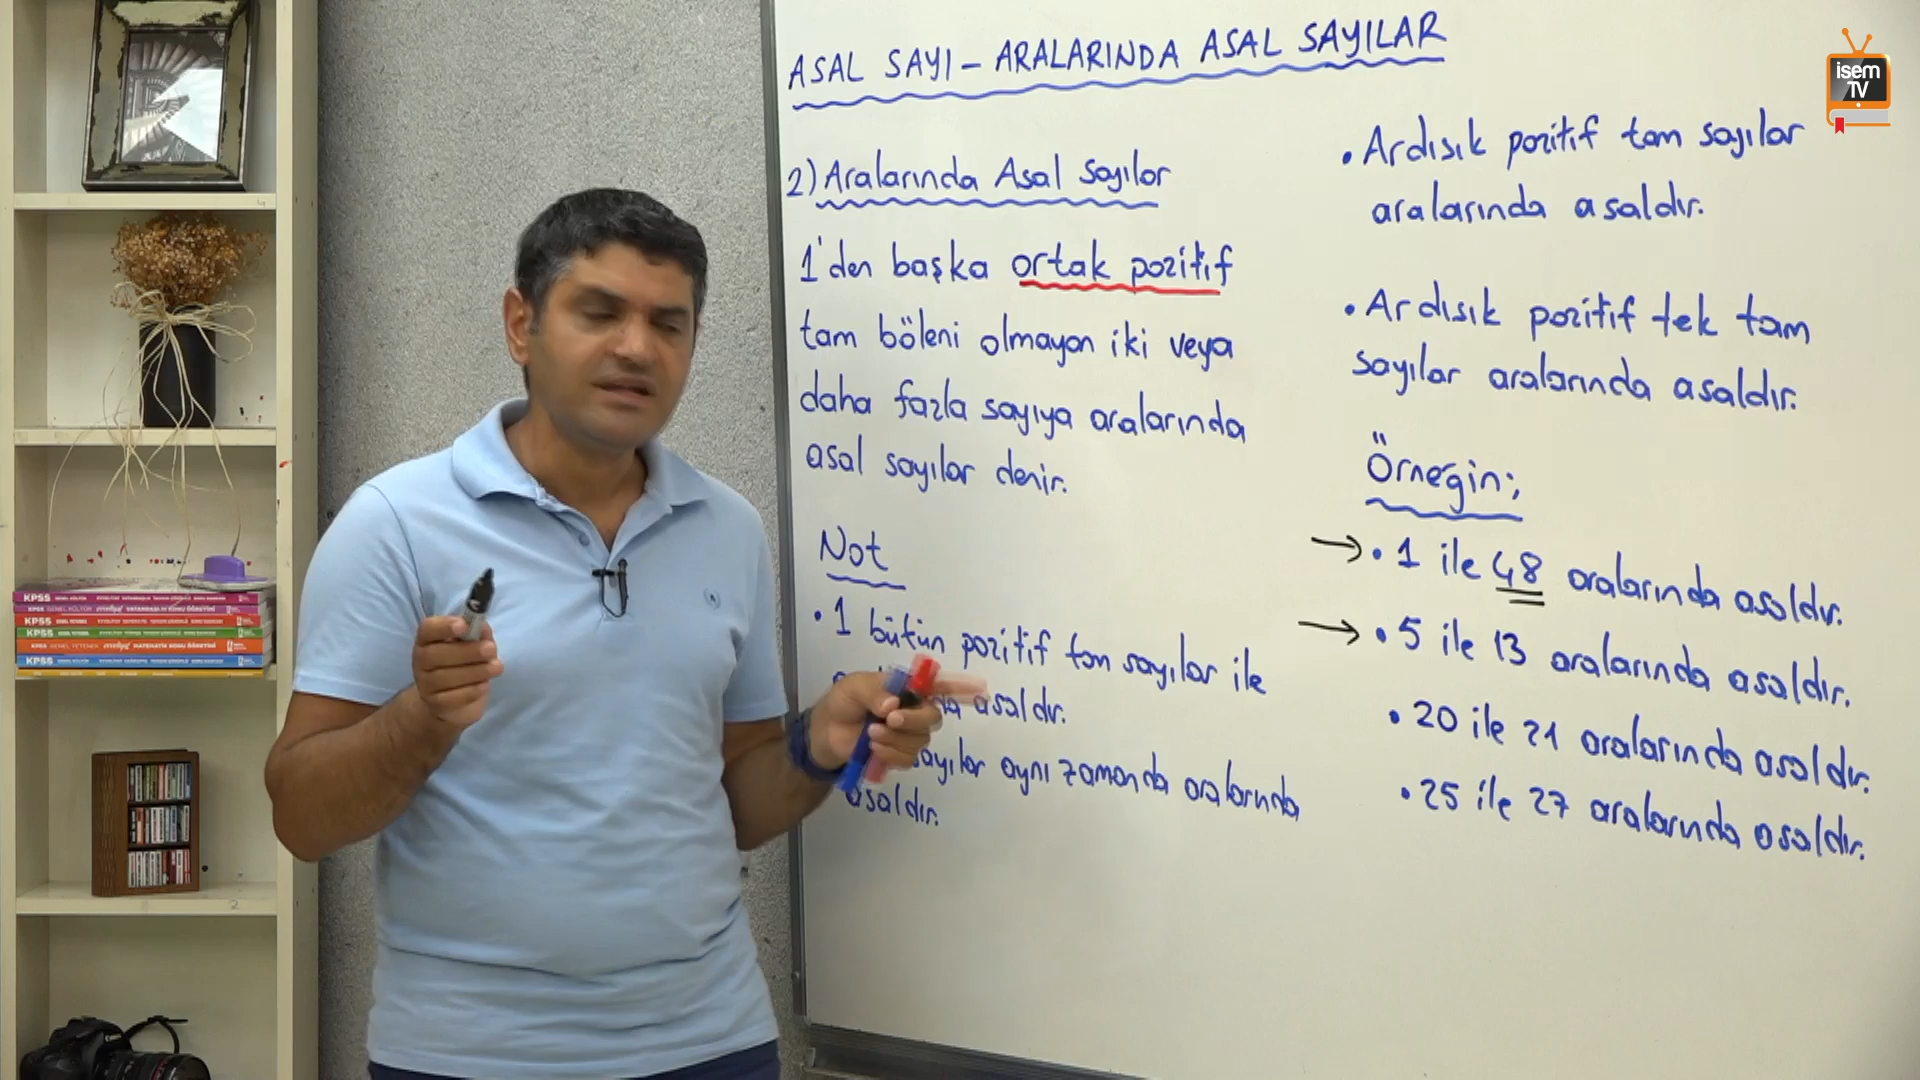 ASAL SAYI - ARALARINDA ASAL SAYILAR
2) Aralarında Asal sayılar
1'den başka ortak pozitif
tam böleni olmayan iki veya
daha fazla sayıya aralarında
asal sayılar denir.
Not
• 1 bütün pozitif tam sayılar ile
asaldır.
sayılar aynı zamanda aralarında
asaldır.
• Ardışık pozitif tam sayılar
aralarında asaldır.
• Ardışık pozitif tek tam
sayılar aralarında asaldır.
Örneğin;
→ • 1 ile 48 aralarında asaldır.
→ • 5 ile 13 aralarında asaldır.
• 20 ile 21 aralarında asaldır.
• 25 ile 27 aralarında asaldır.
isem
TV
KPSS
KPSS
KPSS
KPSS
KPSS
KPSS